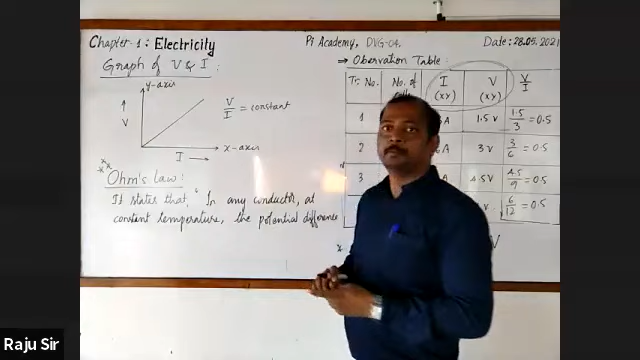 Chapter-1: Electricity
Pi Academy, DVG-04.
Date: 28.05.2021
Graph of V & I
→ Obervation Table:
Tr. No. No. of I (x,y) V (x,y) V/I
1 A 1.5 V 1.5/3 = 0.5
2 A 3 V 3/6 = 0.5
3 A 4.5 V 4.5/9 = 0.5
V 6/12 = 0.5
y-axis
↑
V
V/I = constant
x-axis
I →
Ohm's Law:
It states that, " In any conductor, at
constant temperature, the potential difference
V
Raju Sir